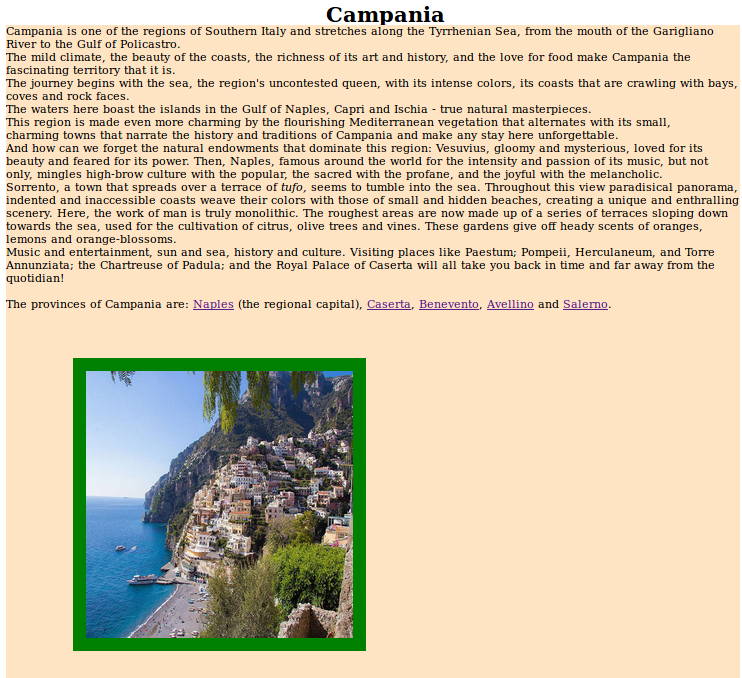 Campania
Campania is one of the regions of Southern Italy and stretches along the Tyrrhenian Sea, from the mouth of the Garigliano
River to the Gulf of Policastro.
The mild climate, the beauty of the coasts, the richness of its art and history, and the love for food make Campania the
fascinating territory that it is.
The journey begins with the sea, the region's uncontested queen, with its intense colors, its coasts that are crawling with bays,
coves and rock faces.
The waters here boast the islands in the Gulf of Naples, Capri and Ischia - true natural masterpieces.
This region is made even more charming by the flourishing Mediterranean vegetation that alternates with its small,
charming towns that narrate the history and traditions of Campania and make any stay here unforgettable.
And how can we forget the natural endowments that dominate this region: Vesuvius, gloomy and mysterious, loved for its
beauty and feared for its power. Then, Naples, famous around the world for the intensity and passion of its music, but not
only, mingles high-brow culture with the popular, the sacred with the profane, and the joyful with the melancholic.
Sorrento, a town that spreads over a terrace of tufo, seems to tumble into the sea. Throughout this view paradisical panorama,
indented and inaccessible coasts weave their colors with those of small and hidden beaches, creating a unique and enthralling
scenery. Here, the work of man is truly monolithic. The roughest areas are now made up of a series of terraces sloping down
towards the sea, used for the cultivation of citrus, olive trees and vines. These gardens give off heady scents of oranges,
lemons and orange-blossoms.
Music and entertainment, sun and sea, history and culture. Visiting places like Paestum; Pompeii, Herculaneum, and Torre
Annunziata; the Chartreuse of Padula; and the Royal Palace of Caserta will all take you back in time and far away from the
quotidian!
The provinces of Campania are: Naples (the regional capital), Caserta, Benevento, Avellino and Salerno.